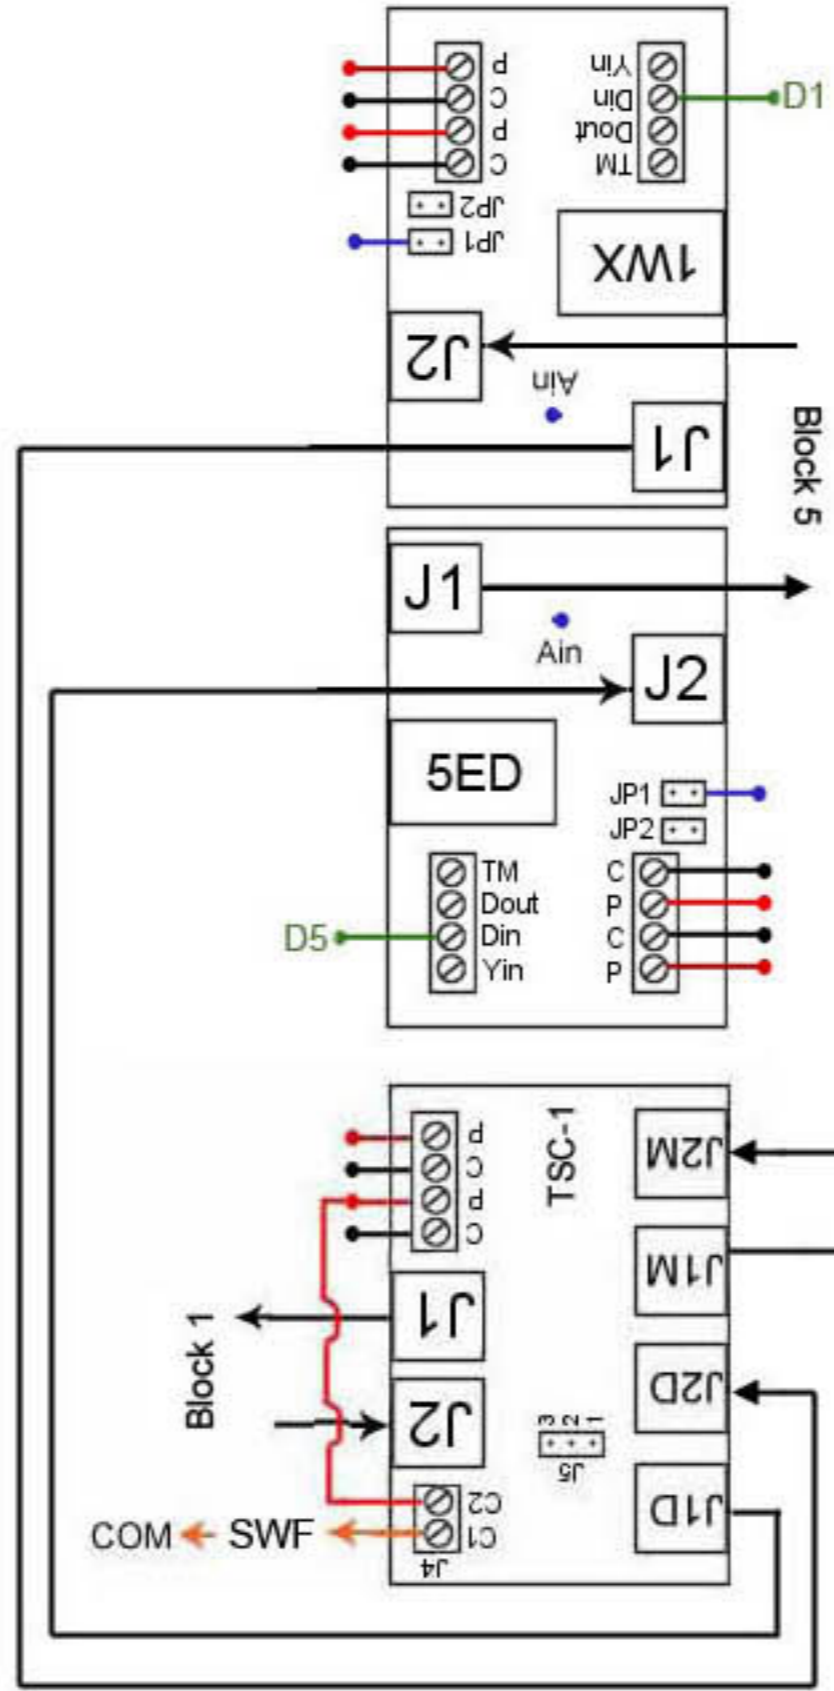 P
C
P
C
Yin
Din
Dout
TM
D1
JP2
JP1
1WX
J2
Ain
J1
Block 5
J1
Ain
J2
5ED
JP1
JP2
TM
Dout
Din
Yin
D5
C
P
C
P
P
C
P
C
TSC-1
J2M
J1M
J1
Block 1
J2
J2D
3 2 1
J5
J1D
C2
C1
J4
COM
SWF